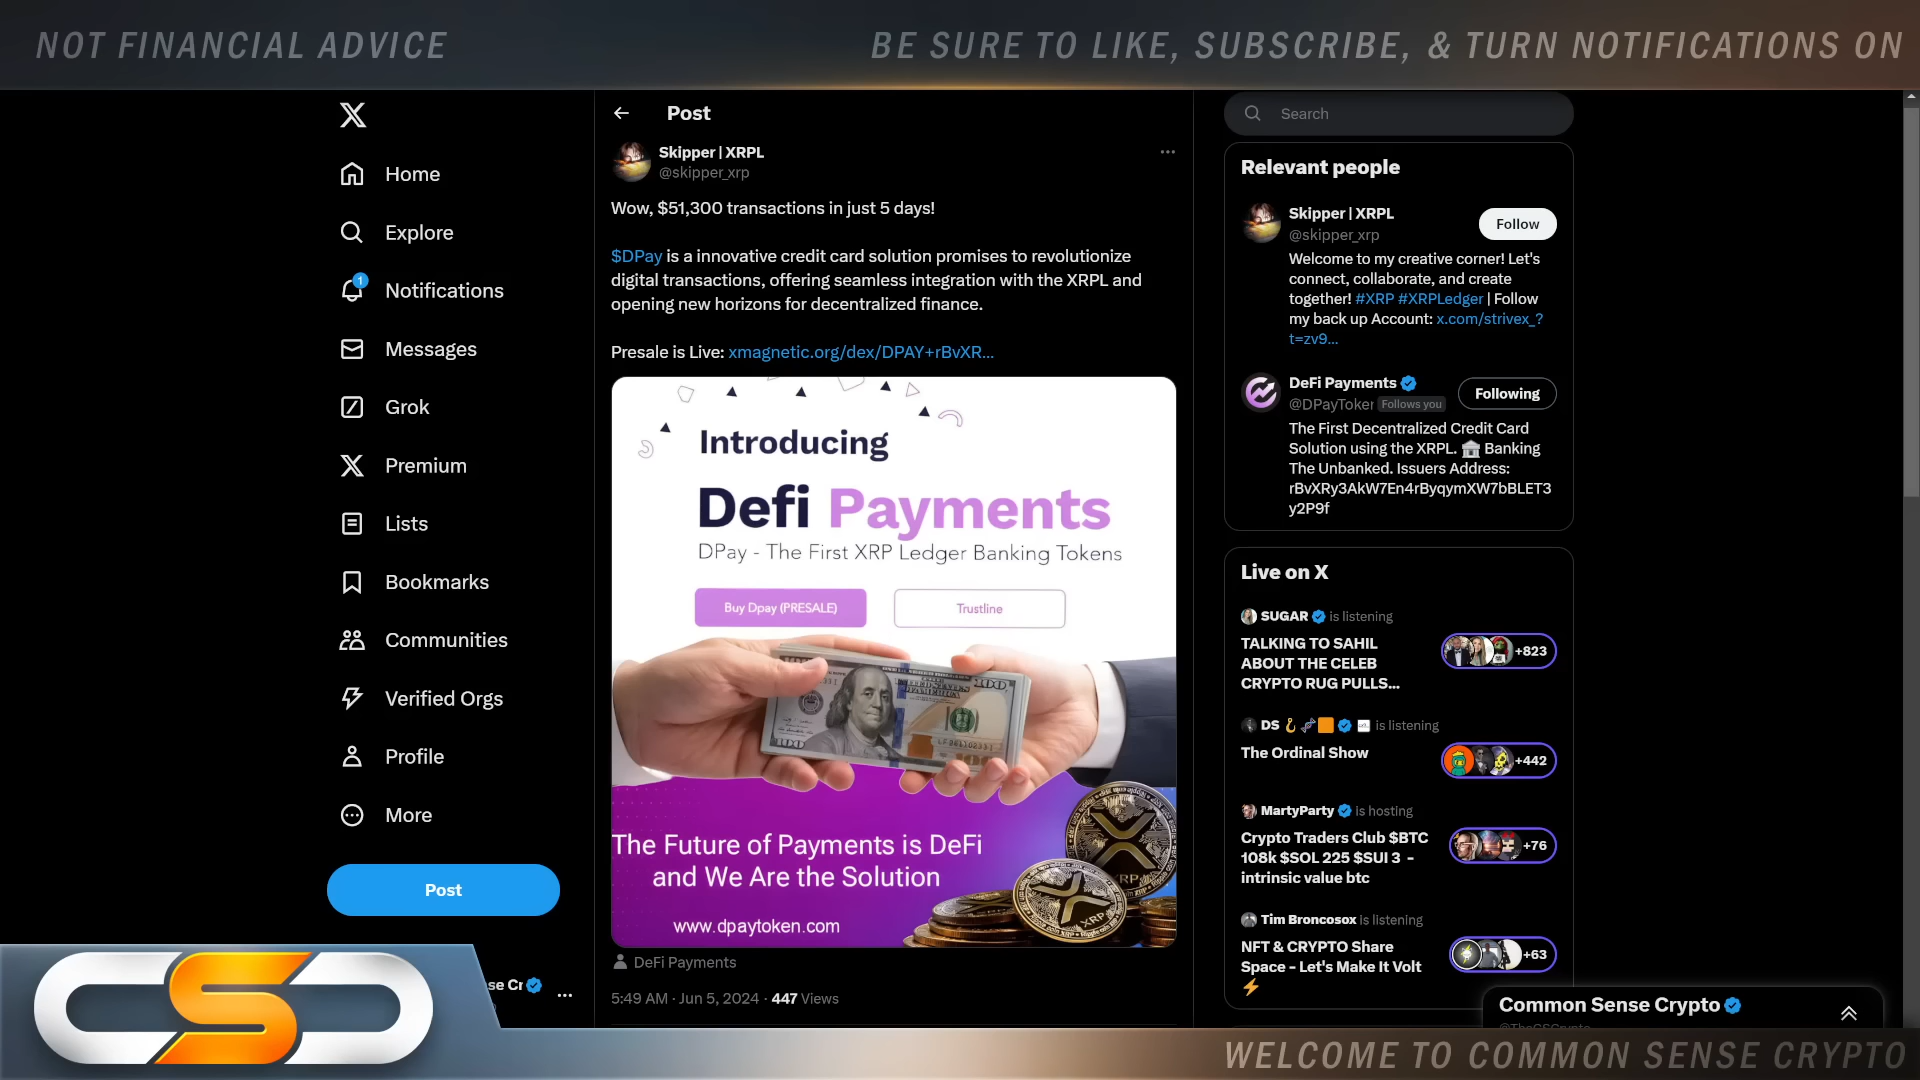 NOT FINANCIAL ADVICE
BE SURE TO LIKE, SUBSCRIBE, & TURN NOTIFICATIONS ON
Home
Explore
1
Notifications
Messages
Grok
Premium
Lists
Bookmarks
Communities
Verified Orgs
Profile
More
Post
se Cr
Post
Skipper | XRPL
@skipper_xrp
Wow, $51,300 transactions in just 5 days!
$DPay is a innovative credit card solution promises to revolutionize
digital transactions, offering seamless integration with the XRPL and
opening new horizons for decentralized finance.
Presale is Live: xmagnetic.org/dex/DPAY+rBvXR...
Introducing
Defi Payments
DPay - The First XRP Ledger Banking Tokens
Buy Dpay (PRESALE)
Trustline
100
100
100
The Future of Payments is DeFi
and We Are the Solution
www.dpaytoken.com
XRP
XRP
DeFi Payments
5:49 AM · Jun 5, 2024 · 447 Views
Search
Relevant people
Skipper | XRPL
@skipper_xrp
Follow
Welcome to my creative corner! Let's
connect, collaborate, and create
together! #XRP #XRPLedger | Follow
my back up Account: x.com/strivex_?
t=zv9...
DeFi Payments
@DPayToker Follows you
Following
The First Decentralized Credit Card
Solution using the XRPL. 🏛 Banking
The Unbanked. Issuers Address:
rBvXRy3AkW7En4rByqymXW7bBLET3
y2P9f
Live on X
SUGAR is listening
TALKING TO SAHIL
ABOUT THE CELEB
CRYPTO RUG PULLS...
+823
DS is listening
The Ordinal Show
+442
MartyParty is hosting
Crypto Traders Club $BTC
108k $SOL 225 $SUI 3 -
intrinsic value btc
+76
Tim Broncosox is listening
NFT & CRYPTO Share
Space - Let's Make It Volt
⚡
+63
Common Sense Crypto
CSC
WELCOME TO COMMON SENSE CRYPTO